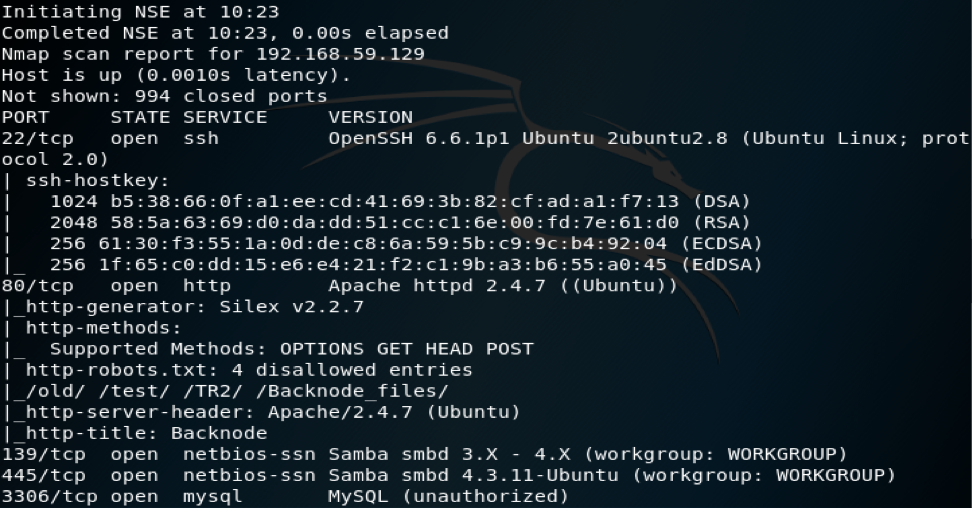 Initiating NSE at 10:23
Completed NSE at 10:23, 0.00s elapsed
Nmap scan report for 192.168.59.129
Host is up (0.0010s latency).
Not shown: 994 closed ports
PORT     STATE SERVICE     VERSION
22/tcp   open  ssh         OpenSSH 6.6.1p1 Ubuntu 2ubuntu2.8 (Ubuntu Linux; prot
ocol 2.0)
| ssh-hostkey:
|   1024 b5:38:66:0f:a1:ee:cd:41:69:3b:82:cf:ad:a1:f7:13 (DSA)
|   2048 58:5a:63:69:d0:da:dd:51:cc:c1:6e:00:fd:7e:61:d0 (RSA)
|   256 61:30:f3:55:1a:0d:de:c8:6a:59:5b:c9:9c:b4:92:04 (ECDSA)
|_  256 1f:65:c0:dd:15:e6:e4:21:f2:c1:9b:a3:b6:55:a0:45 (EdDSA)
80/tcp   open  http        Apache httpd 2.4.7 ((Ubuntu))
|_http-generator: Silex v2.2.7
| http-methods:
|_  Supported Methods: OPTIONS GET HEAD POST
| http-robots.txt: 4 disallowed entries
|_/old/ /test/ /TR2/ /Backnode_files/
|_http-server-header: Apache/2.4.7 (Ubuntu)
|_http-title: Backnode
139/tcp  open  netbios-ssn Samba smbd 3.X - 4.X (workgroup: WORKGROUP)
445/tcp  open  netbios-ssn Samba smbd 4.3.11-Ubuntu (workgroup: WORKGROUP)
3306/tcp open  mysql       MySQL (unauthorized)